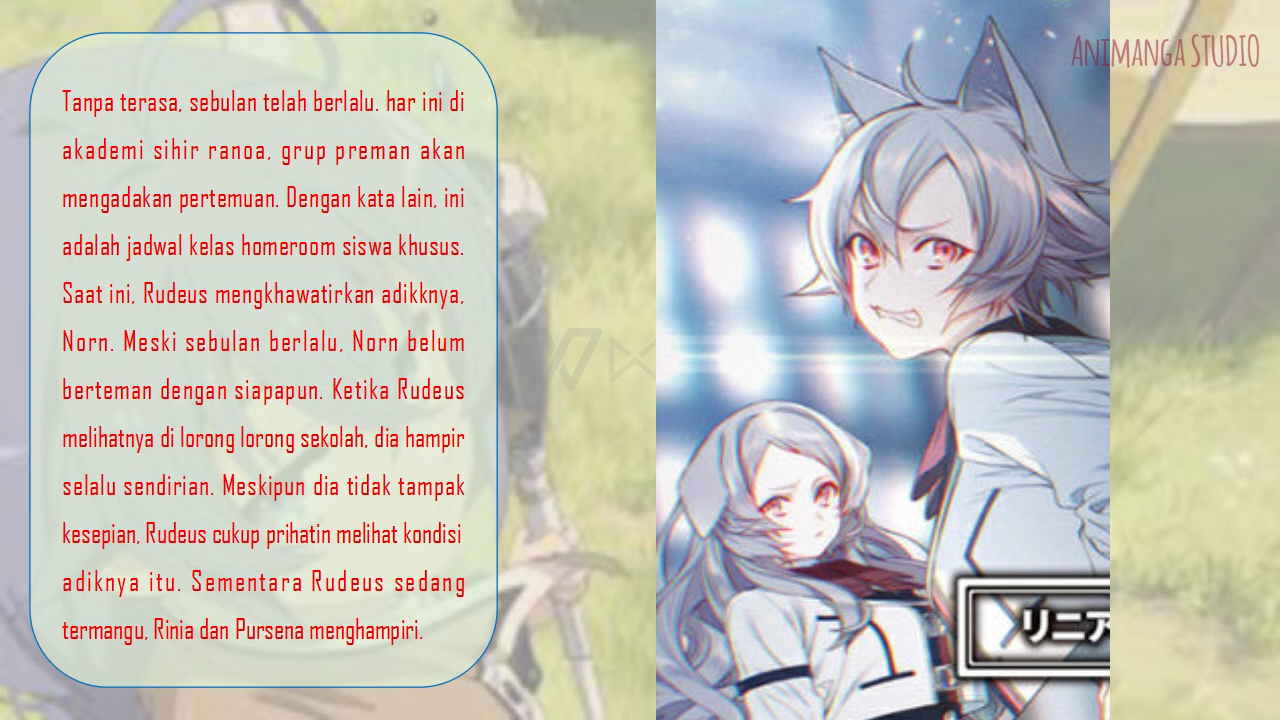 Tanpa terasa, sebulan telah berlalu. har ini di
akademi sihir ranoa, grup preman akan
mengadakan pertemuan. Dengan kata lain, ini
adalah jadwal kelas homeroom siswa khusus.
Saat ini, Rudeus mengkhawatirkan adikknya,
Norn. Meski sebulan berlalu, Norn belum
berteman dengan siapapun. Ketika Rudeus
melihatnya di lorong lorong sekolah, dia hampir
selalu sendirian. Meskipun dia tidak tampak
kesepian, Rudeus cukup prihatin melihat kondisi
adiknya itu. Sementara Rudeus sedang
termangu, Rinia dan Pursena menghampiri.
ANIMANGA STUDIO
リニア